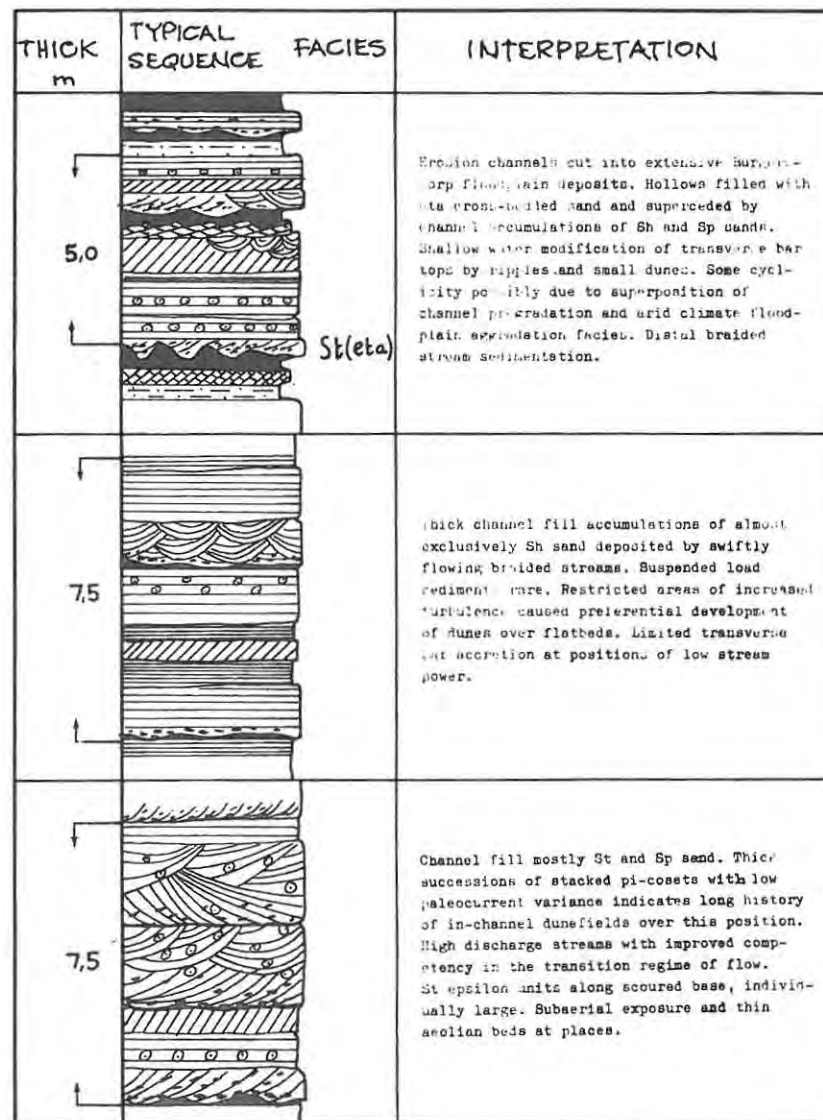 THICK
m
TYPICAL
SEQUENCE
FACIES
INTERPRETATION
5,0
St(eta)
Erosion channels cut into extensive
floodplain deposits. Hollows filled with
eta cross-bedded sand and superceded by
channel accumulations of Sh and Sp sands.
Shallow water modification of transverse bar
tops by ripples and small dunes. Some cycl-
icity possibly due to superposition of
channel progradation and arid climate flood-
plain aggradation facies. Distal braided
stream sedimentation.
7,5
Thick channel fill accumulations of almost
exclusively Sh sand deposited by swiftly
flowing braided streams. Suspended load
sediment rare. Restricted areas of increased
turbulence caused preferential development
of dunes over flatbeds. Limited transverse
bar accretion at positions of low stream
power.
7,5
Channel fill mostly St and Sp sand. Thick
successions of stacked pi-cosets with low
paleocurrent variance indicates long history
of in-channel dunefields over this position.
High discharge streams with improved comp-
etency in the transition regime of flow.
St epsilon units along scoured base, individ-
ually large. Subaerial exposure and thin
aeolian beds at places.